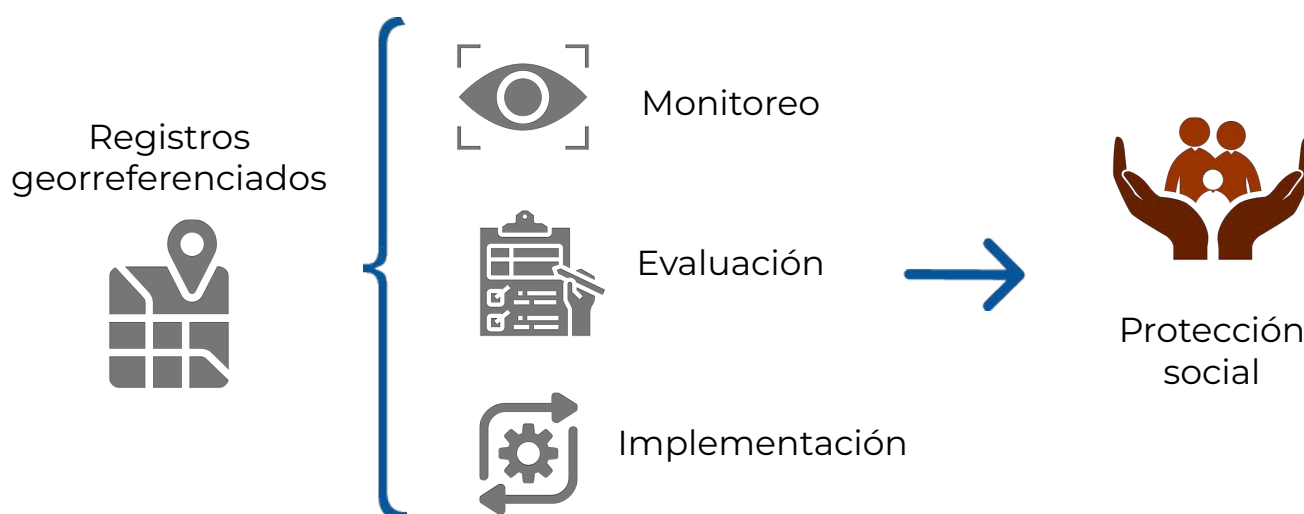 Registros
georreferenciados
Monitoreo
Evaluación
Implementación
Protección
social